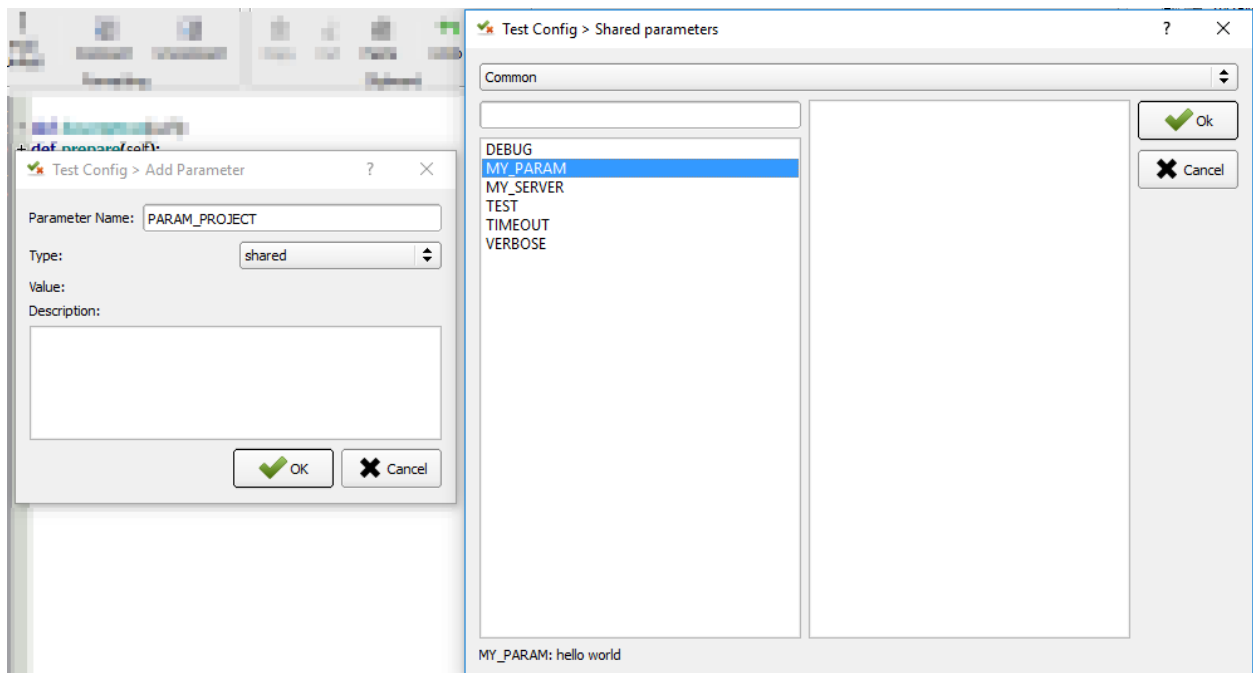 def prepare(self):
Test Config > Add Parameter
?
Parameter Name: PARAM_PROJECT
Type: shared
Value:
Description:
OK
Cancel
Test Config > Shared parameters
?
Common
DEBUG
MY_PARAM
MY_SERVER
TEST
TIMEOUT
VERBOSE
Ok
Cancel
MY_PARAM: hello world